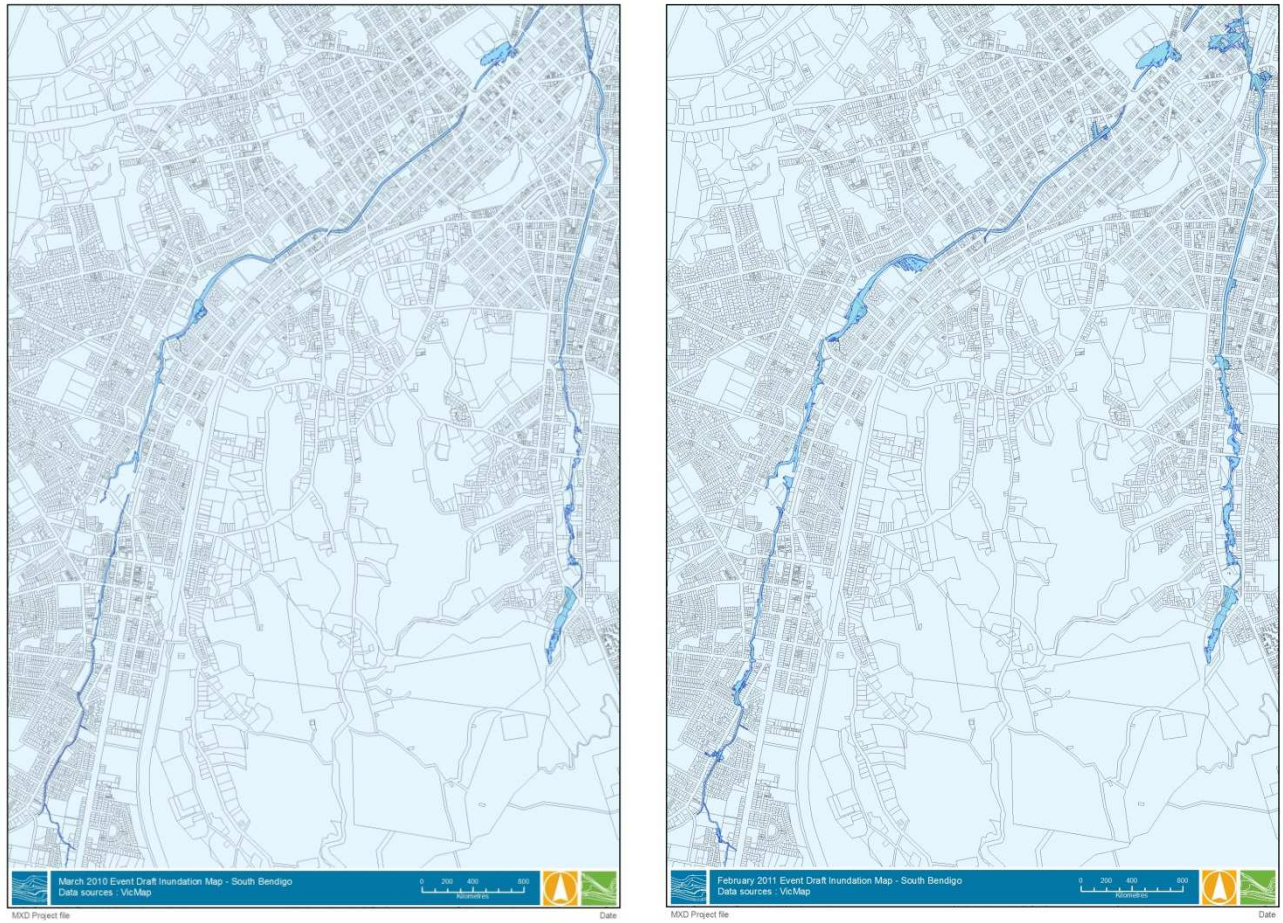 March 2010 Event Draft Inundation Map - South Bendigo
Data sources : VicMap
0 200 400 800
Kilometres
MXD Project file
Date
February 2011 Event Draft Inundation Map - South Bendigo
Data sources : VicMap
0 200 400 800
Kilometres
MXD Project file
Date